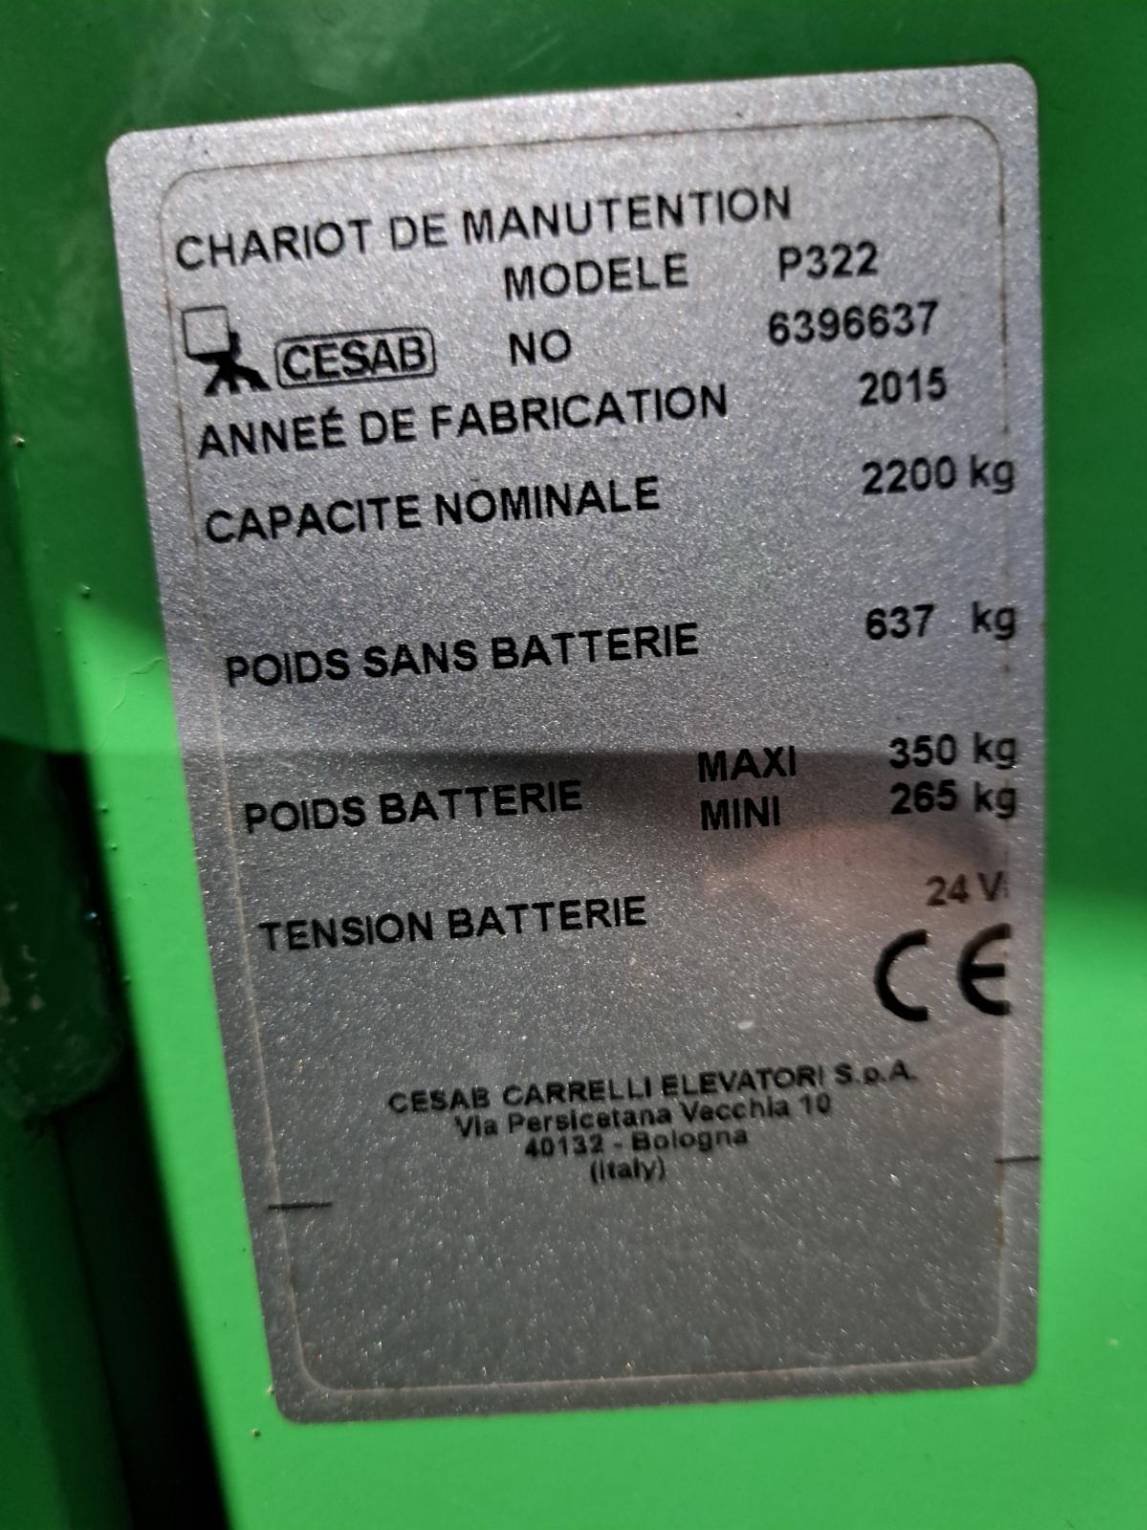 CHARIOT DE MANUTENTION
MODELE P322
CESAB NO 6396637
ANNEÉ DE FABRICATION 2015
CAPACITE NOMINALE 2200 kg
POIDS SANS BATTERIE 637 kg
POIDS BATTERIE MAXI 350 kg
MINI 265 kg
TENSION BATTERIE 24 V
CE
CESAB CARRELLI ELEVATORI S.p.A.
Via Persicetana Vecchia 10
40132 - Bologna
(Italy)